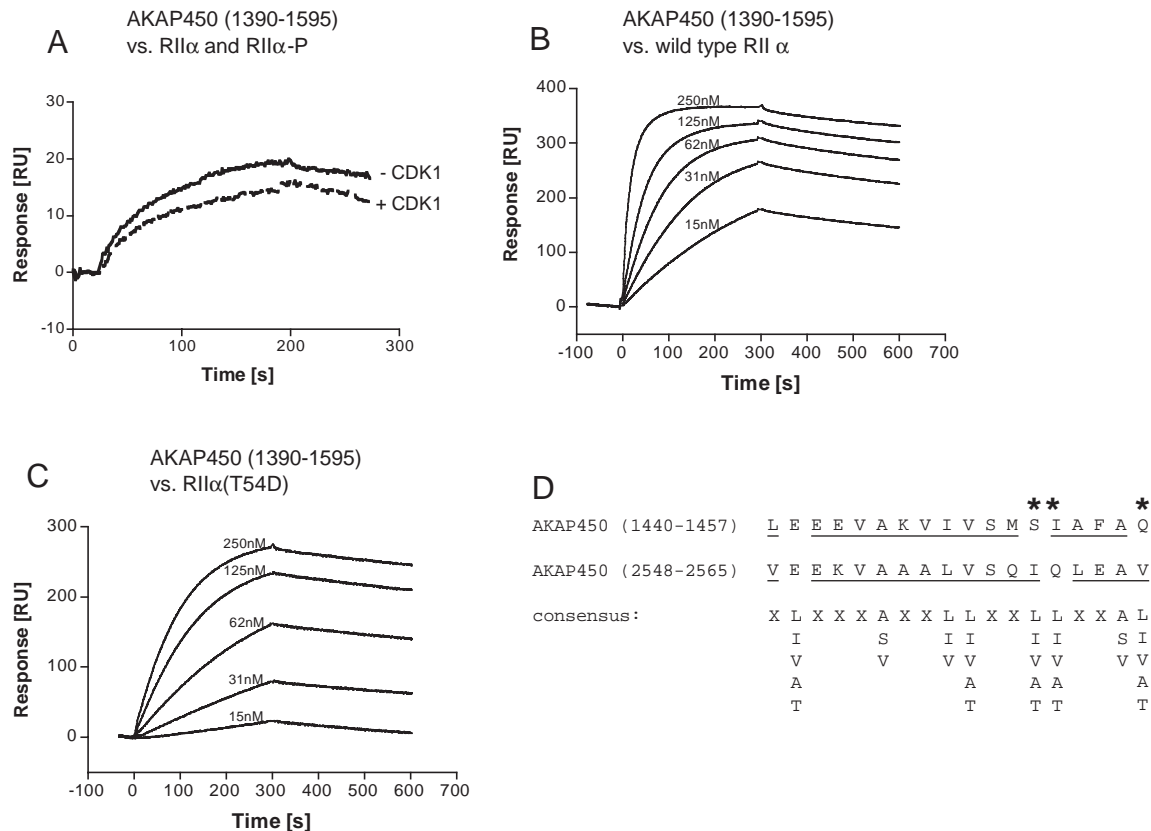 A
AKAP450 (1390-1595)
vs. RIIα and RIIα-P
Response [RU]
30
20
10
0
-10
0 100 200 300
Time [s]
- CDK1
+ CDK1
B
AKAP450 (1390-1595)
vs. wild type RII α
Response [RU]
400
300
200
100
0
250nM
125nM
62nM
31nM
15nM
-100 0 100 200 300 400 500 600 700
Time [s]
C
AKAP450 (1390-1595)
vs. RIIα(T54D)
Response [RU]
300
200
100
0
250nM
125nM
62nM
31nM
15nM
-100 0 100 200 300 400 500 600 700
Time [s]
D
* * *
AKAP450 (1440-1457) L E E E V A K V I V S M S I A F A Q
AKAP450 (2548-2565) V E E K V A A A L V S Q I Q L E A V
consensus: X L X X X A X X L L X X L L X X A L
I S I I I I S I
V V V V V V V V
A A A A A
T T T T T